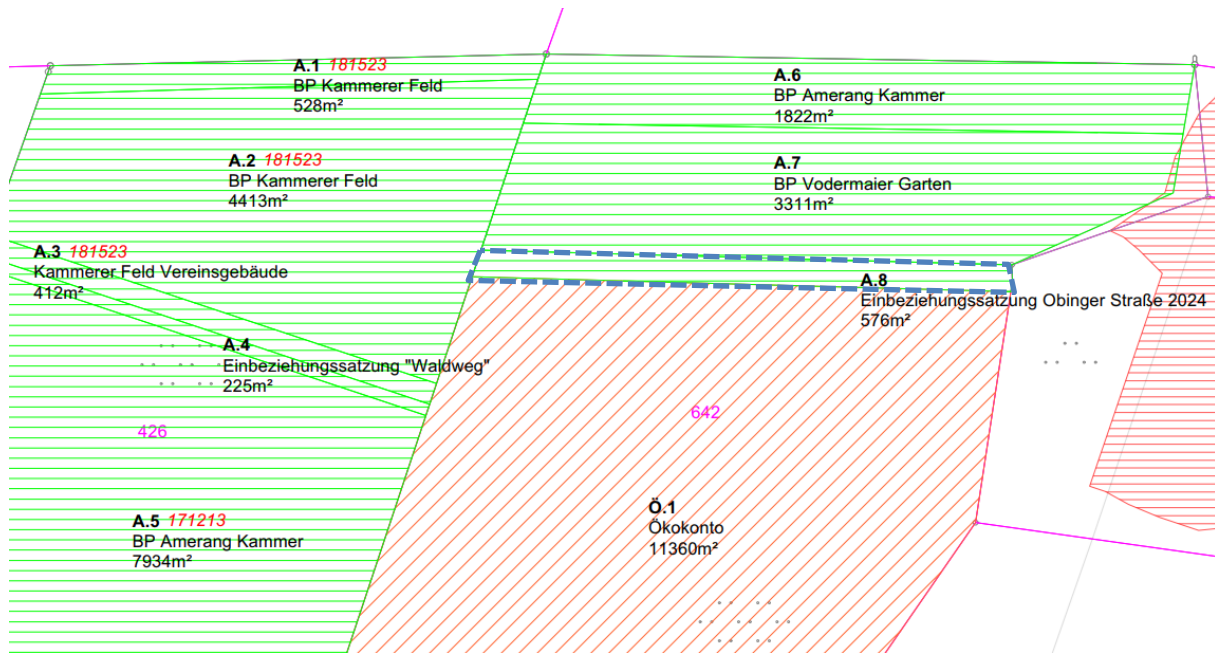 A.1 181523
BP Kammerer Feld
528m²
A.6
BP Amerang Kammer
1822m²
A.2 181523
BP Kammerer Feld
4413m²
A.7
BP Vodermaier Garten
3311m²
A.3 181523
Kammerer Feld Vereinsgebäude
412m²
A.8
Einbeziehungssatzung Obinger Straße 2024
576m²
A.4
Einbeziehungssatzung "Waldweg"
225m²
426
642
A.5 171213
BP Amerang Kammer
7934m²
Ö.1
Ökokonto
11360m²